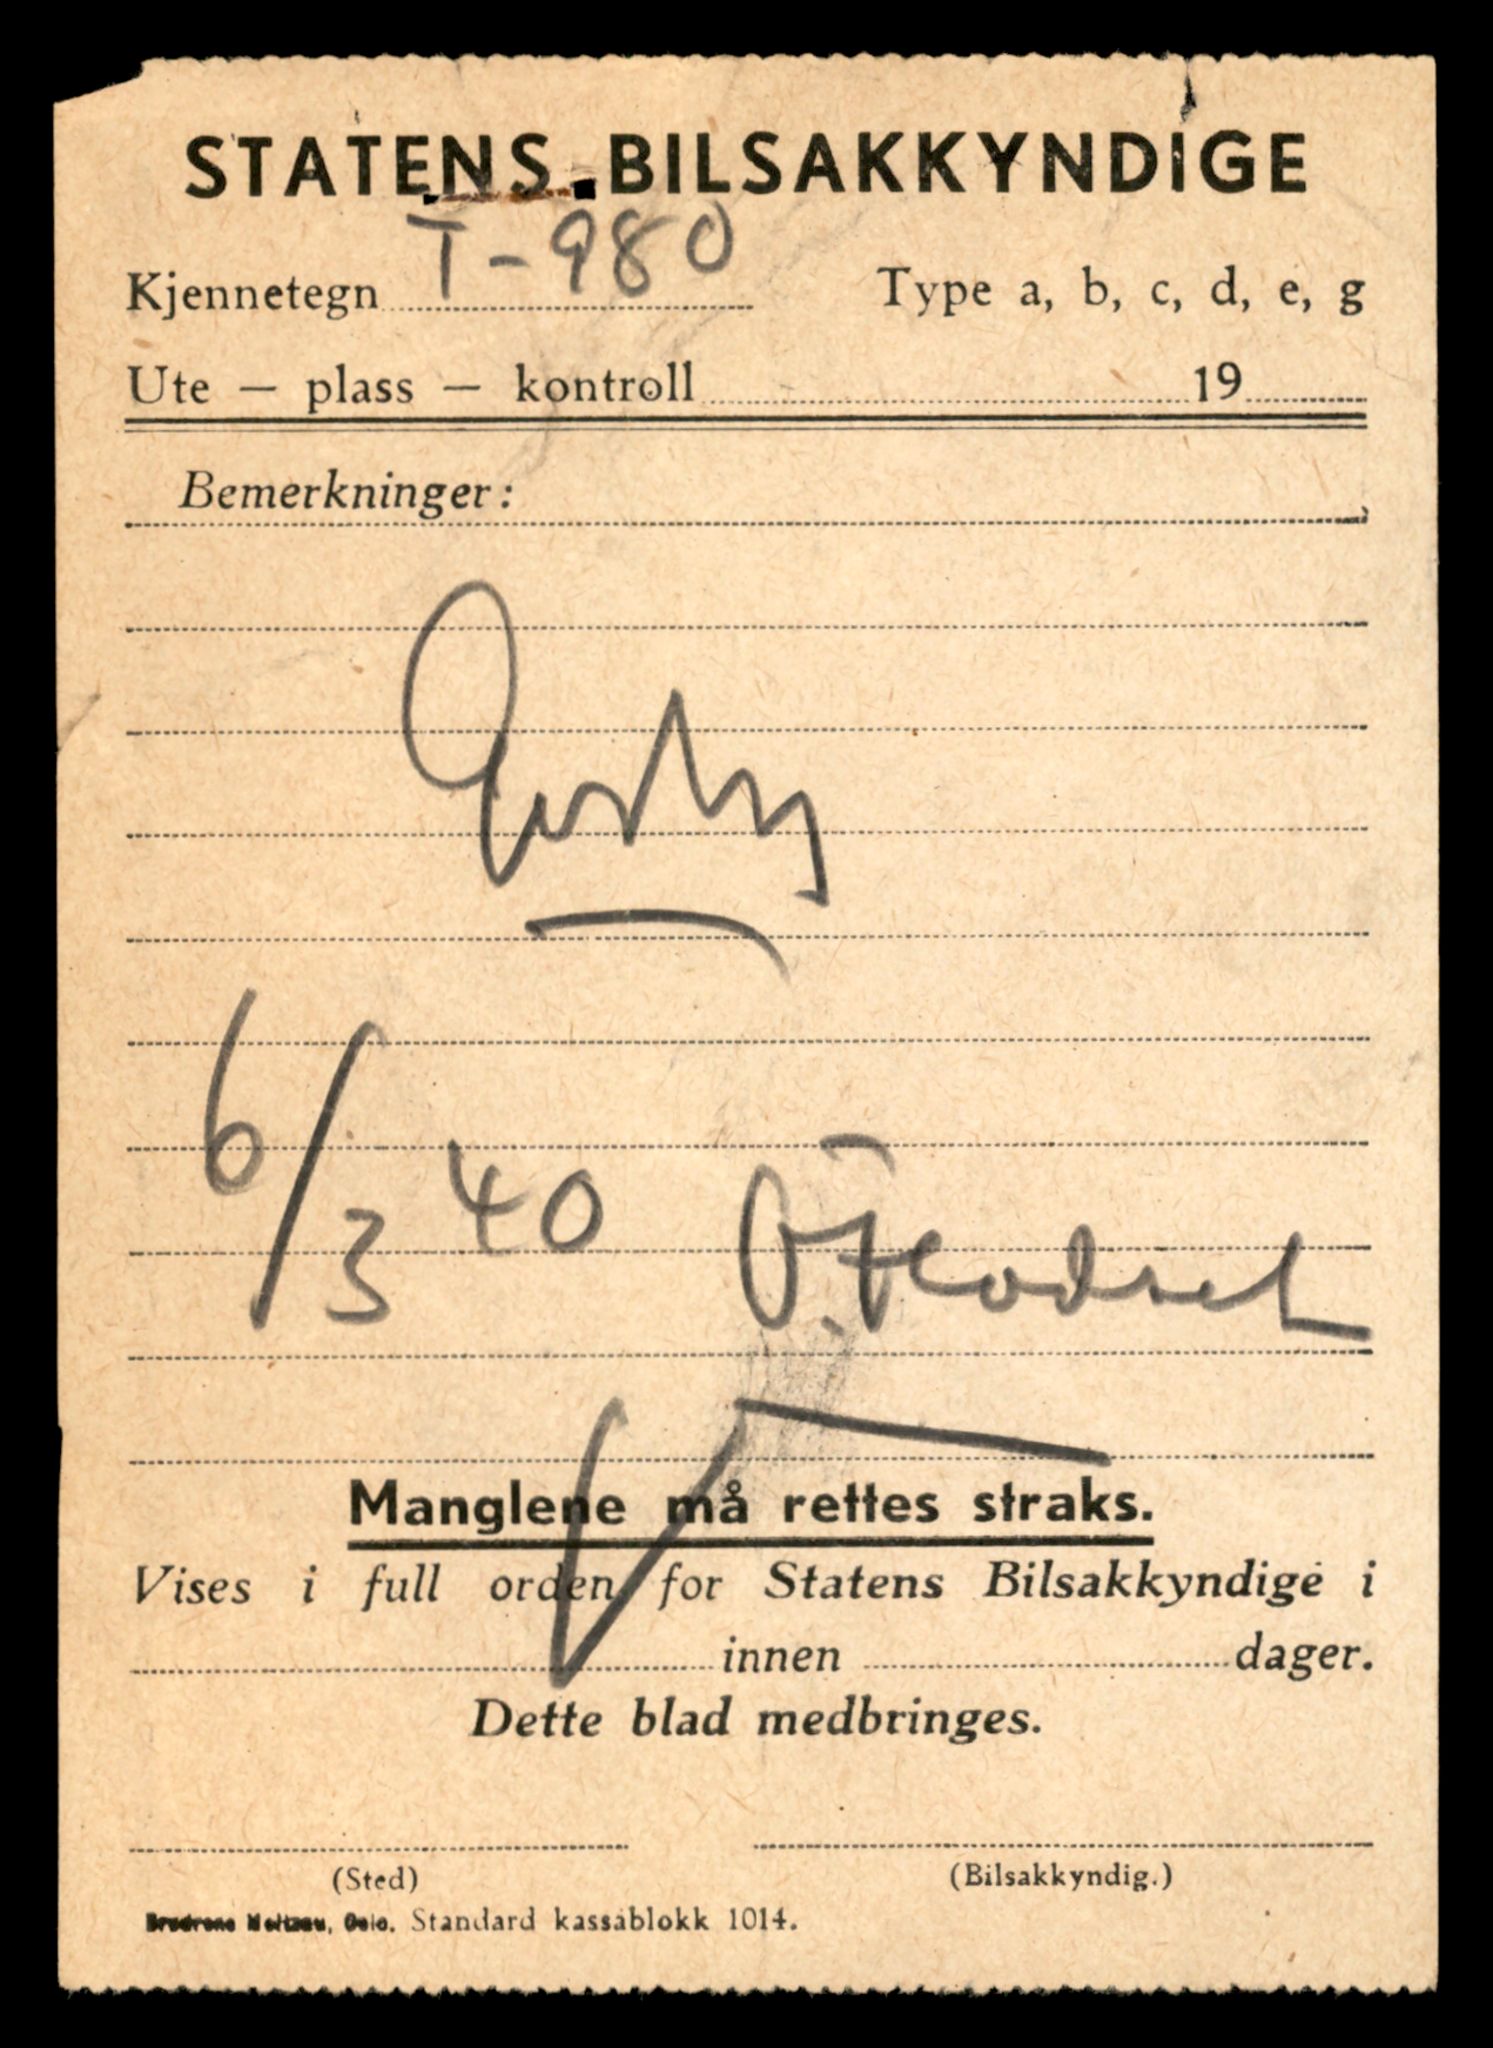 STATENS BILSAKKYNDIGE
Kjennetegn T-980 Type a, b, c, d, e, g
Ute — plass — kontroll 19
Bemerkninger:
6/3 40
Manglene må rettes straks.
Vises i full orden for Statens Bilsakkyndige i
innen dager.
Dette blad medbringes.
(Sted) (Bilsakkyndig.)
Oslo. Standard kassablokk 1014.